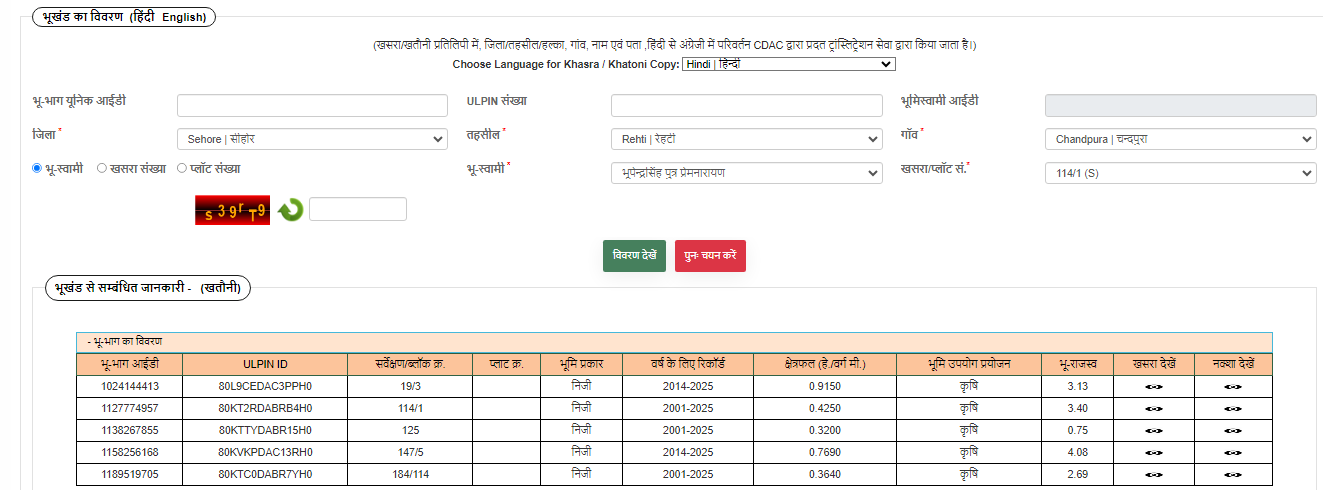 भूखंड का विवरण (हिंदी English)
(खसरा/खतौनी प्रतिलिपी में, जिला/तहसील/हल्का, गांव, नाम एवं पता ,हिंदी से अंग्रेजी में परिवर्तन CDAC द्वारा प्रदत ट्रांस्लिट्रेशन सेवा द्वारा किया जाता है।)
Choose Language for Khasra / Khatoni Copy: Hindi | हिन्दी
भू-भाग यूनिक आईडी ULPIN संख्या भूमिस्वामी आईडी
जिला * Sehore | सीहोर तहसील * Rehti | रेहटी गाँव * Chandpura | चन्दपुरा
भू-स्वामी खसरा संख्या प्लॉट संख्या भू-स्वामी * भूपेन्द्रसिंह पुत्र प्रेमनारायण खसरा/प्लॉट सं.* 114/1 (S)
s 3 9 r T 9
विवरण देखें पुनः चयन करें
भूखंड से सम्बंधित जानकारी - (खतौनी)
- भू-भाग का विवरण
भू-भाग आईडी ULPIN ID सर्वेक्षण/ब्लॉक क्र. प्लाट क्र. भूमि प्रकार वर्ष के लिए रिकॉर्ड क्षेत्रफल (हे./वर्ग मी.) भूमि उपयोग प्रयोजन भू-राजस्व खसरा देखें नक्शा देखें
1024144413 80L9CEDAC3PPH0 19/3 निजी 2014-2025 0.9150 कृषि 3.13
1127774957 80KT2RDABRB4H0 114/1 निजी 2001-2025 0.4250 कृषि 3.40
1138267855 80KTTYDABR15H0 125 निजी 2001-2025 0.3200 कृषि 0.75
1158256168 80KVKPDAC13RH0 147/5 निजी 2014-2025 0.7690 कृषि 4.08
1189519705 80KTC0DABR7YH0 184/114 निजी 2001-2025 0.3640 कृषि 2.69